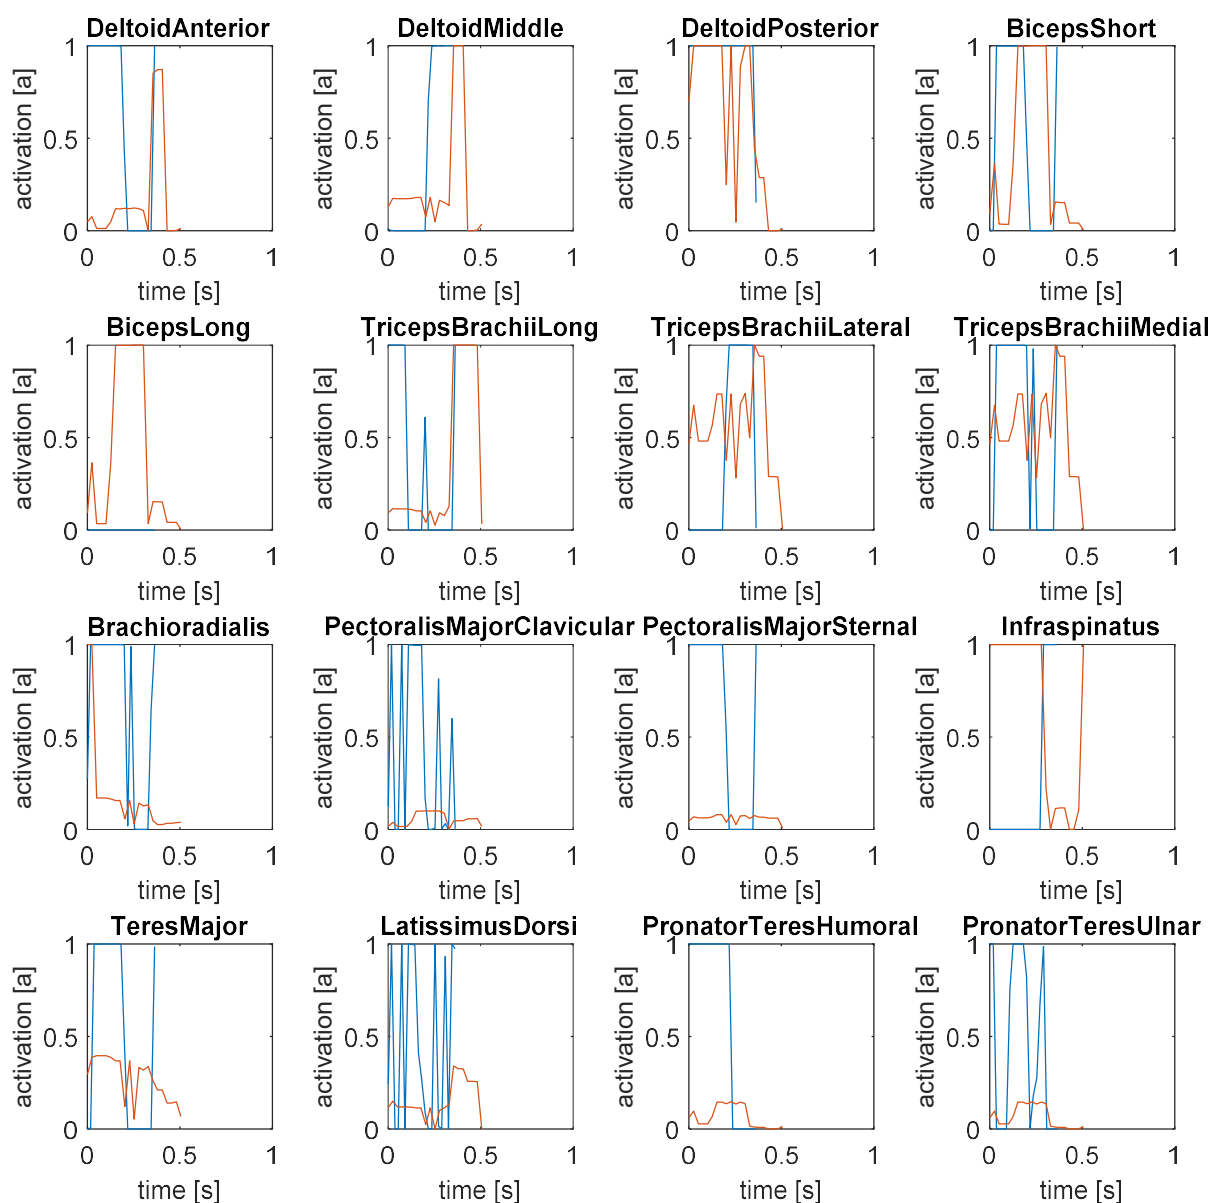 DeltoidAnterior DeltoidMiddle DeltoidPosterior BicepsShort
1 1 1 1
activation [a] activation [a] activation [a] activation [a]
0.5 0.5 0.5 0.5
0 0 0 0
0 0.5 1 0 0.5 1 0 0.5 1 0 0.5 1
time [s] time [s] time [s] time [s]
BicepsLong TricepsBrachiiLong TricepsBrachiiLateral TricepsBrachiiMedial
1 1 1 1
activation [a] activation [a] activation [a] activation [a]
0.5 0.5 0.5 0.5
0 0 0 0
0 0.5 1 0 0.5 1 0 0.5 1 0 0.5 1
time [s] time [s] time [s] time [s]
Brachioradialis PectoralisMajorClavicular PectoralisMajorSternal Infraspinatus
1 1 1 1
activation [a] activation [a] activation [a] activation [a]
0.5 0.5 0.5 0.5
0 0 0 0
0 0.5 1 0 0.5 1 0 0.5 1 0 0.5 1
time [s] time [s] time [s] time [s]
TeresMajor LatissimusDorsi PronatorTeresHumoral PronatorTeresUlnar
1 1 1 1
activation [a] activation [a] activation [a] activation [a]
0.5 0.5 0.5 0.5
0 0 0 0
0 0.5 1 0 0.5 1 0 0.5 1 0 0.5 1
time [s] time [s] time [s] time [s]